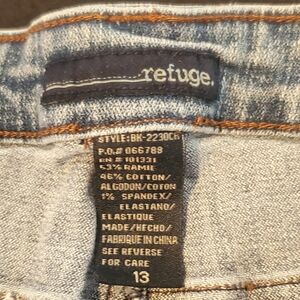 refuge.
STYLE:BK-2230CR
P.O.# 066789
RN # 101331
53% RAMIE
46% COTTON/
ALGODON/COTON
1% SPANDEX/
ELASTANO/
ELASTIQUE
MADE/HECHO/
FABRIQUE IN CHINA
SEE REVERSE
FOR CARE
13